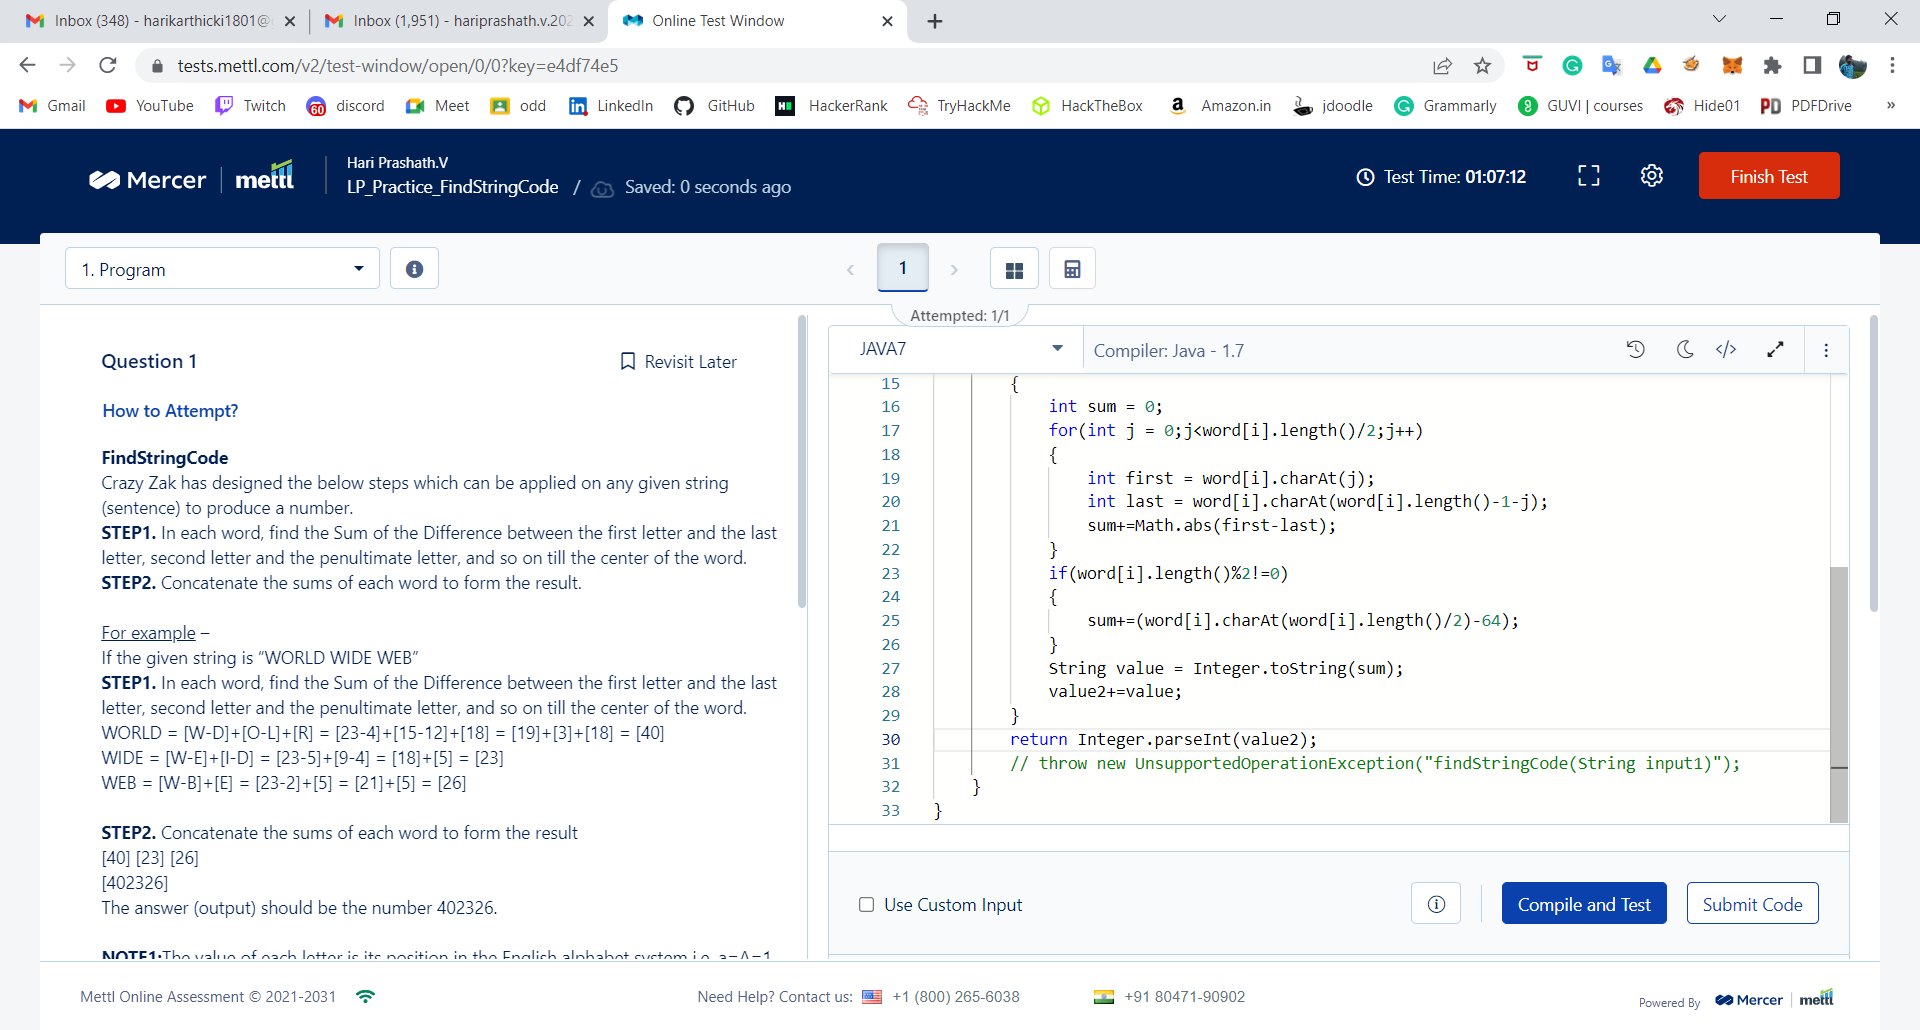 Inbox (348) - harikarthicki1801@
Inbox (1,951) - hariprashath.v.202
Online Test Window
tests.mettl.com/v2/test-window/open/0/0?key=e4df74e5
Gmail
YouTube
Twitch
60
discord
Meet
odd
LinkedIn
GitHub
HackerRank
TryHackMe
HackTheBox
Amazon.in
jdoodle
Grammarly
GUVI | courses
Hide01
PDFDrive
»
Mercer
mettl
Hari Prashath.V
LP_Practice_FindStringCode / Saved: 0 seconds ago
Test Time: 01:07:12
Finish Test
1. Program
1
Attempted: 1/1
Question 1
Revisit Later
How to Attempt?
FindStringCode
Crazy Zak has designed the below steps which can be applied on any given string
(sentence) to produce a number.
STEP1. In each word, find the Sum of the Difference between the first letter and the last
letter, second letter and the penultimate letter, and so on till the center of the word.
STEP2. Concatenate the sums of each word to form the result.
For example –
If the given string is “WORLD WIDE WEB”
STEP1. In each word, find the Sum of the Difference between the first letter and the last
letter, second letter and the penultimate letter, and so on till the center of the word.
WORLD = [W-D]+[O-L]+[R] = [23-4]+[15-12]+[18] = [19]+[3]+[18] = [40]
WIDE = [W-E]+[I-D] = [23-5]+[9-4] = [18]+[5] = [23]
WEB = [W-B]+[E] = [23-2]+[5] = [21]+[5] = [26]
STEP2. Concatenate the sums of each word to form the result
[40] [23] [26]
[402326]
The answer (output) should be the number 402326.
NOTE1:The value of each letter is its position in the English alphabet system i.e. a=A=1
JAVA7
Compiler: Java - 1.7
15 {
16 int sum = 0;
17 for(int j = 0;j<word[i].length()/2;j++)
18 {
19 int first = word[i].charAt(j);
20 int last = word[i].charAt(word[i].length()-1-j);
21 sum+=Math.abs(first-last);
22 }
23 if(word[i].length()%2!=0)
24 {
25 sum+=(word[i].charAt(word[i].length()/2)-64);
26 }
27 String value = Integer.toString(sum);
28 value2+=value;
29 }
30 return Integer.parseInt(value2);
31 // throw new UnsupportedOperationException("findStringCode(String input1)");
32 }
33 }
Use Custom Input
Compile and Test
Submit Code
Mettl Online Assessment © 2021-2031
Need Help? Contact us: +1 (800) 265-6038
+91 80471-90902
Powered By
Mercer
mettl